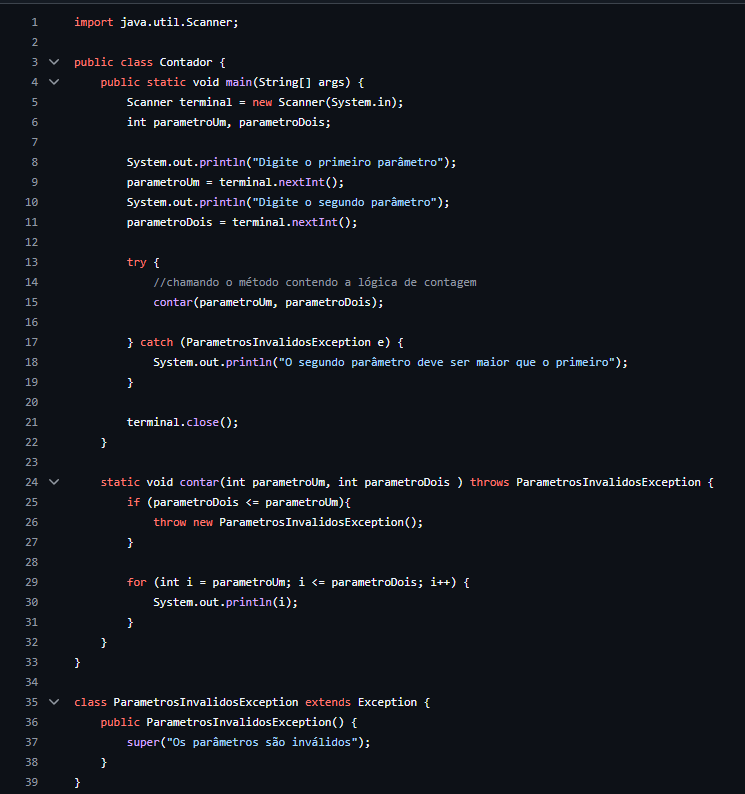 1 import java.util.Scanner;
2
3 public class Contador {
4 public static void main(String[] args) {
5 Scanner terminal = new Scanner(System.in);
6 int parametroUm, parametroDois;
7
8 System.out.println("Digite o primeiro parâmetro");
9 parametroUm = terminal.nextInt();
10 System.out.println("Digite o segundo parâmetro");
11 parametroDois = terminal.nextInt();
12
13 try {
14 //chamando o método contendo a lógica de contagem
15 contar(parametroUm, parametroDois);
16
17 } catch (ParametrosInvalidosException e) {
18 System.out.println("O segundo parâmetro deve ser maior que o primeiro");
19 }
20
21 terminal.close();
22 }
23
24 static void contar(int parametroUm, int parametroDois ) throws ParametrosInvalidosException {
25 if (parametroDois <= parametroUm){
26 throw new ParametrosInvalidosException();
27 }
28
29 for (int i = parametroUm; i <= parametroDois; i++) {
30 System.out.println(i);
31 }
32 }
33 }
34
35 class ParametrosInvalidosException extends Exception {
36 public ParametrosInvalidosException() {
37 super("Os parâmetros são inválidos");
38 }
39 }